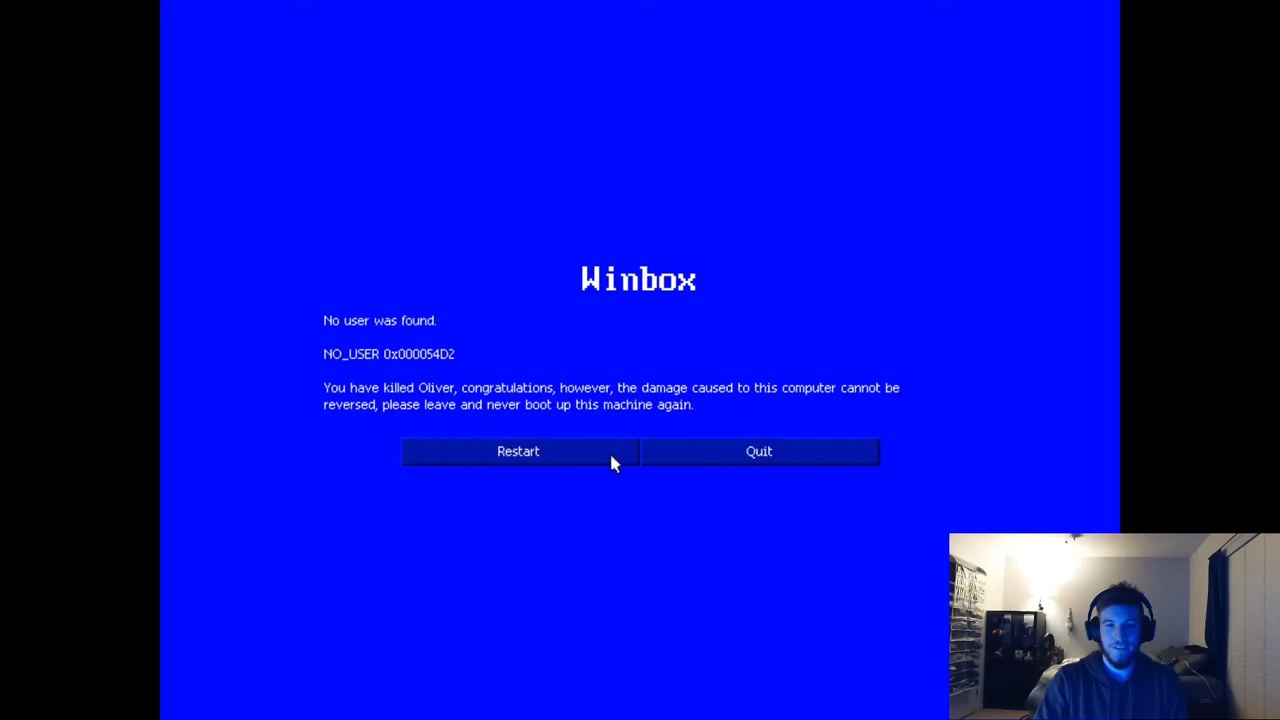 Winbox
No user was found.
NO_USER 0x000054D2
You have killed Oliver, congratulations, however, the damage caused to this computer cannot be
reversed, please leave and never boot up this machine again.
Restart
Quit